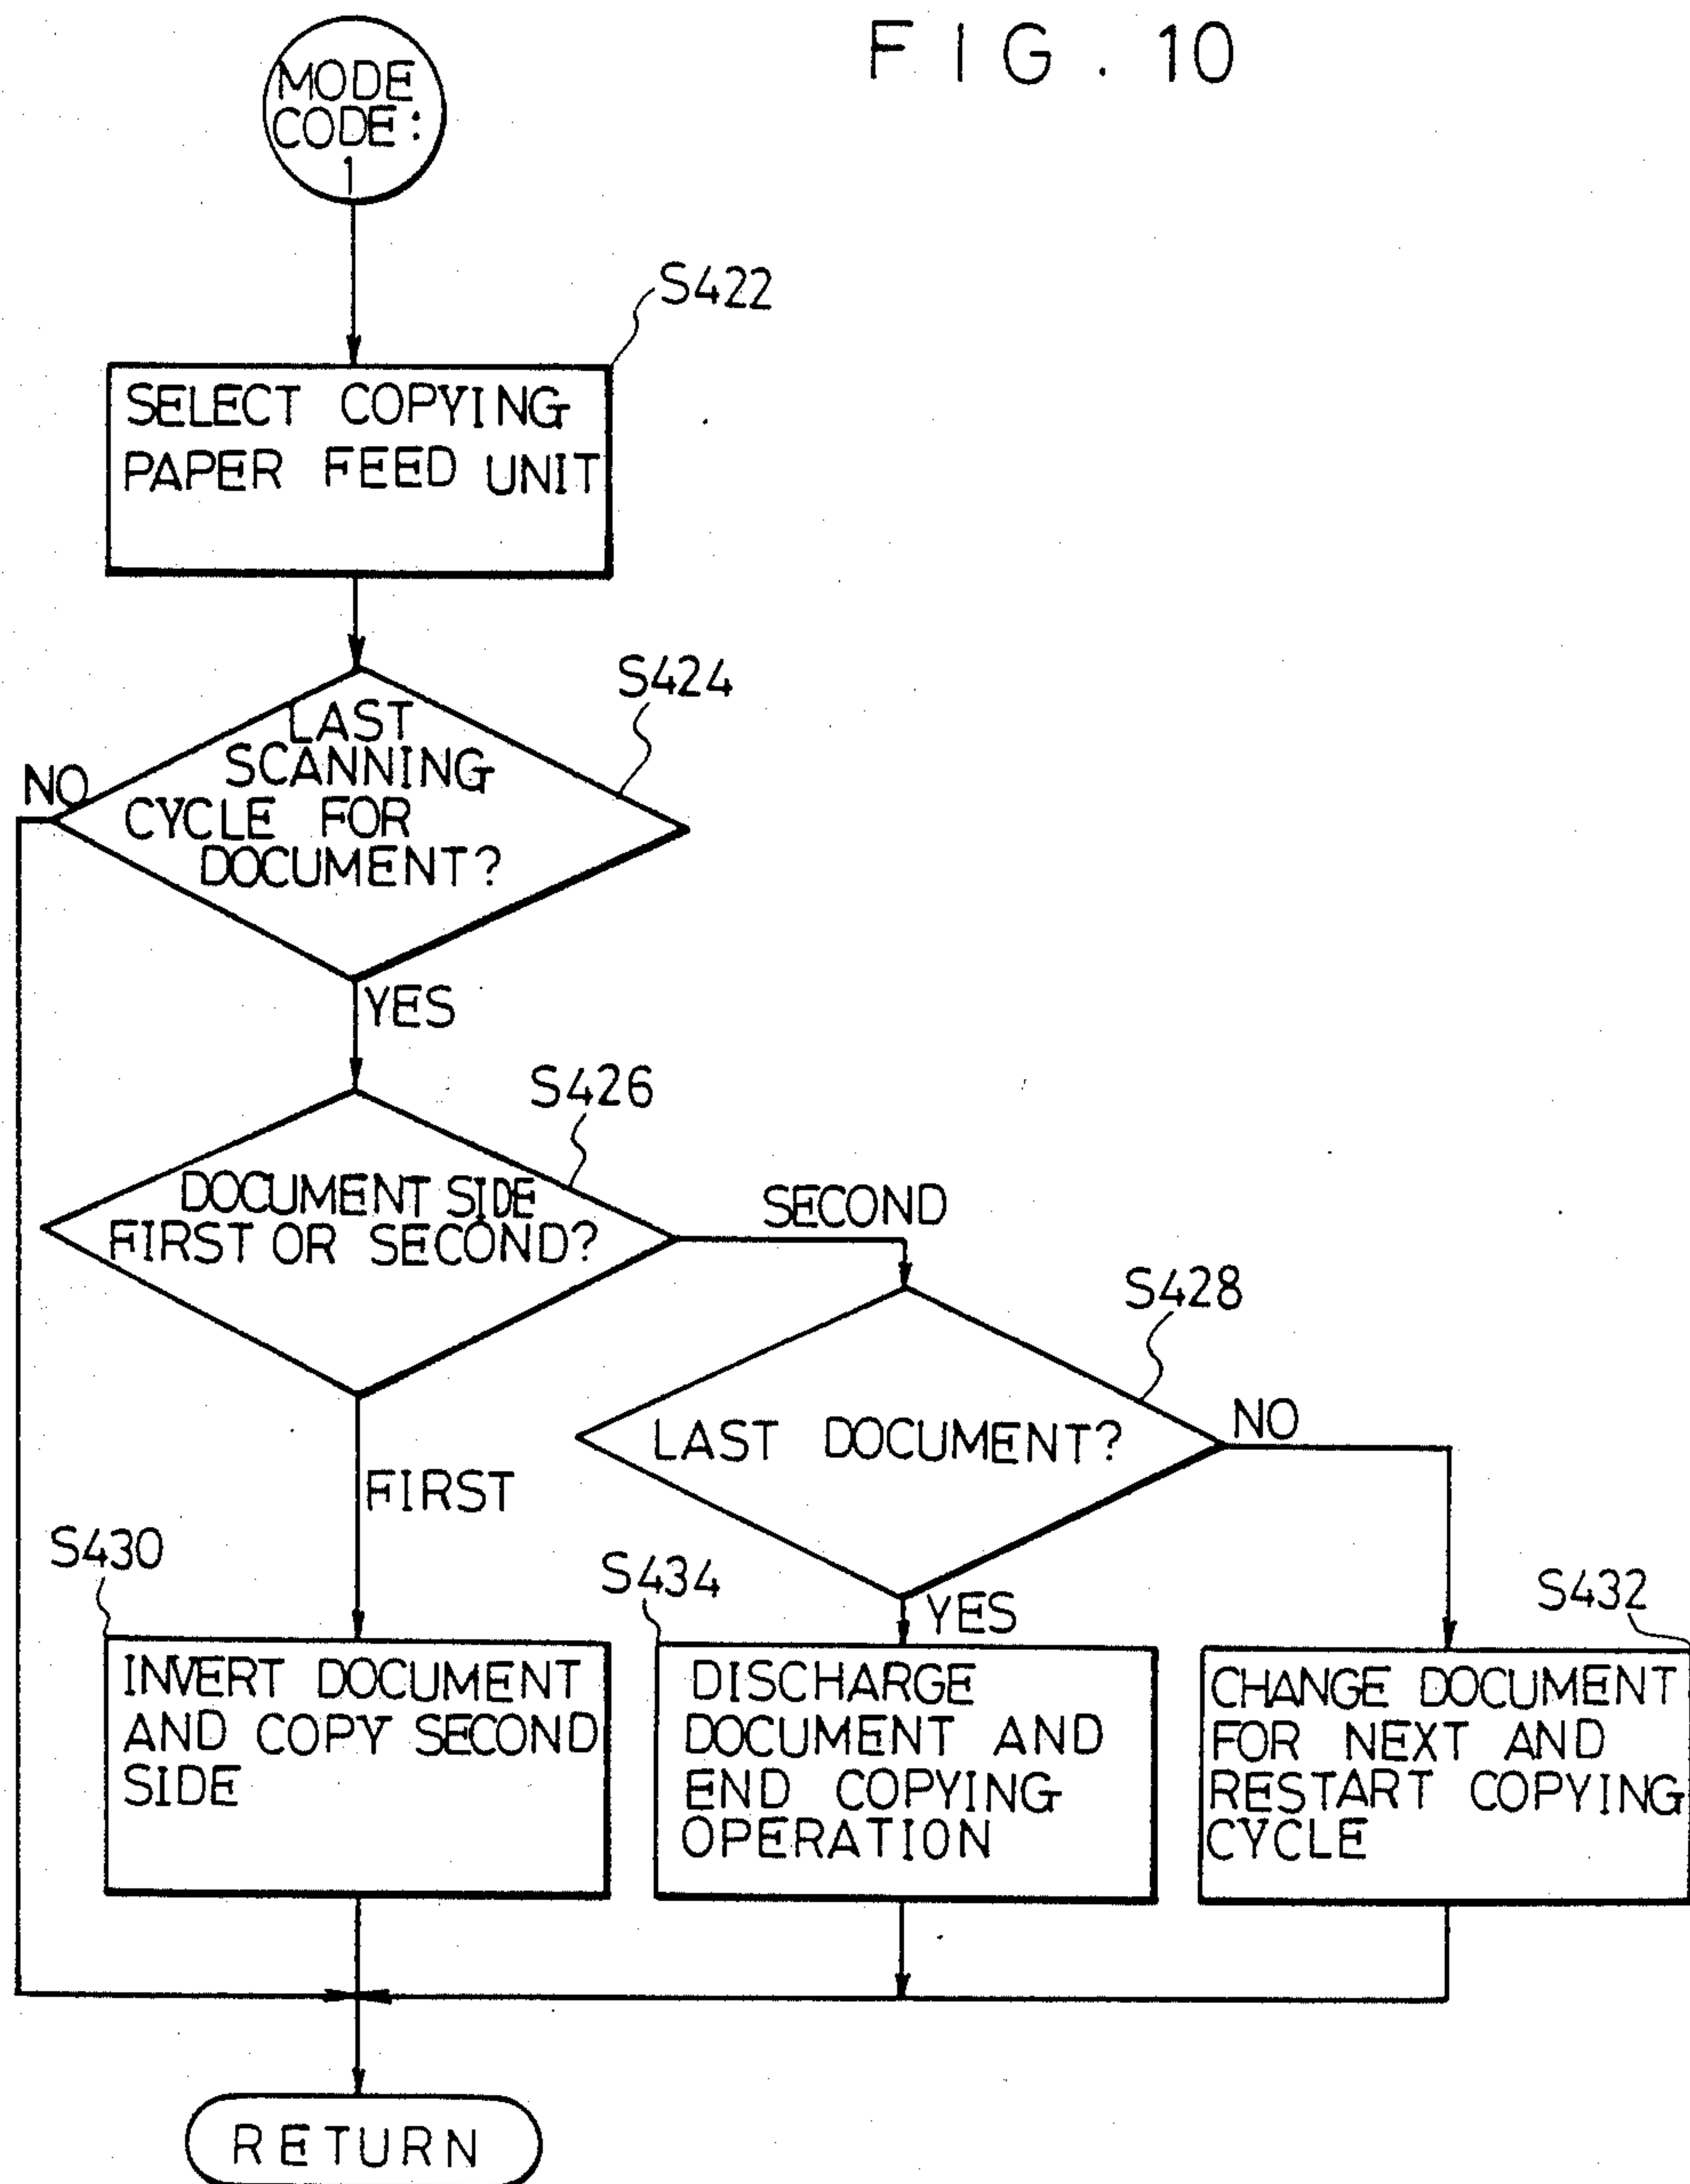 FIG. 10
MODE
CODE:
1
S422
SELECT COPYING
PAPER FEED UNIT
S424
LAST
SCANNING
CYCLE FOR
DOCUMENT?
NO
YES
S426
DOCUMENT SIDE
FIRST OR SECOND?
SECOND
S428
LAST DOCUMENT?
NO
FIRST
YES
S430
INVERT DOCUMENT
AND COPY SECOND
SIDE
S434
DISCHARGE
DOCUMENT AND
END COPYING
OPERATION
S432
CHANGE DOCUMENT
FOR NEXT AND
RESTART COPYING
CYCLE
RETURN